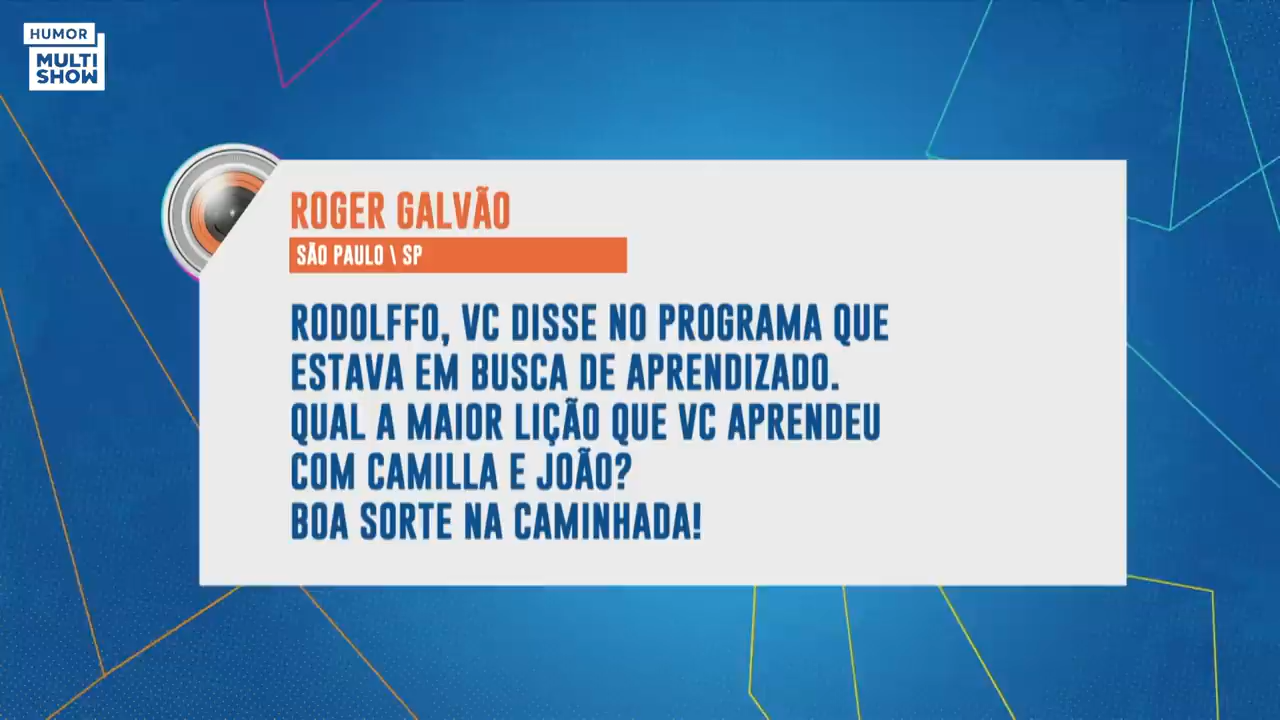 HUMOR
MULTI
SHOW
ROGER GALVÃO
SÃO PAULO \ SP
RODOLFFO, VC DISSE NO PROGRAMA QUE
ESTAVA EM BUSCA DE APRENDIZADO.
QUAL A MAIOR LIÇÃO QUE VC APRENDEU
COM CAMILLA E JOÃO?
BOA SORTE NA CAMINHADA!